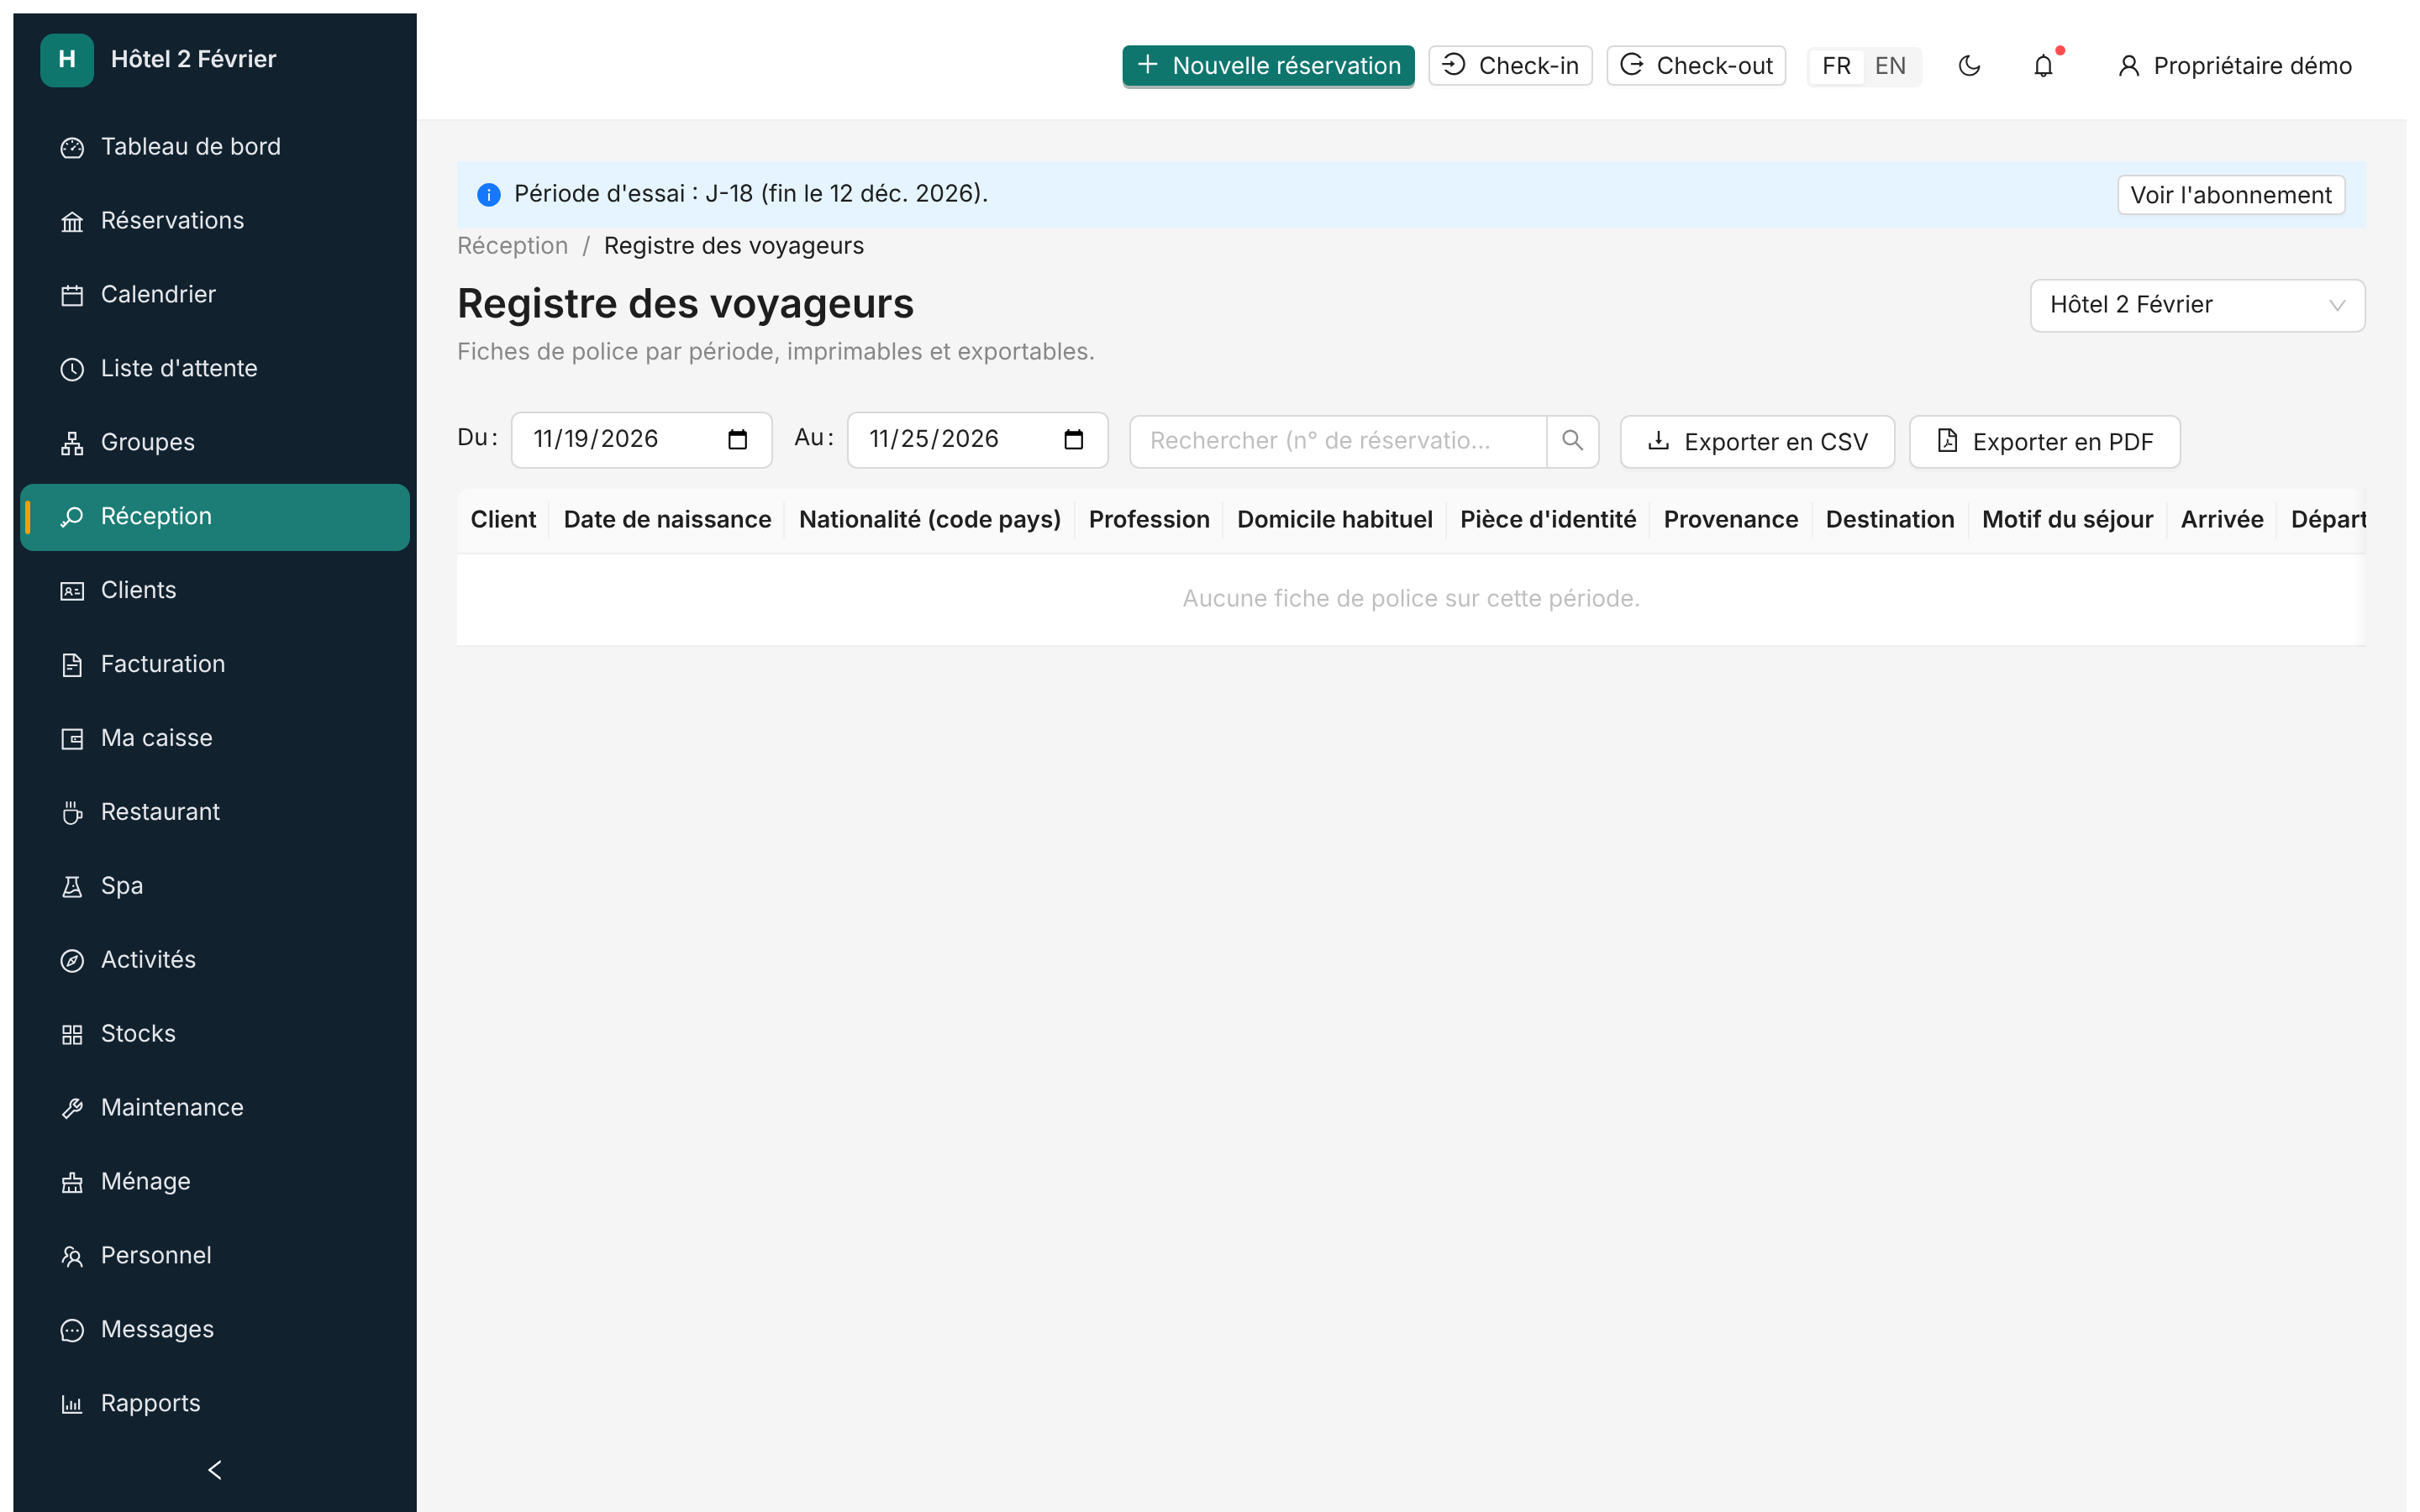 H Hôtel 2 Février
Nouvelle réservation Check-in Check-out FR EN Propriétaire démo
Tableau de bord
Réservations
Calendrier
Liste d'attente
Groupes
Réception
Clients
Facturation
Ma caisse
Restaurant
Spa
Activités
Stocks
Maintenance
Ménage
Personnel
Messages
Rapports
Période d'essai : J-18 (fin le 12 déc. 2026). Voir l'abonnement
Réception / Registre des voyageurs
Registre des voyageurs Hôtel 2 Février
Fiches de police par période, imprimables et exportables.
Du : 11/19/2026 Au : 11/25/2026 Rechercher (n° de réservatio... Exporter en CSV Exporter en PDF
Client Date de naissance Nationalité (code pays) Profession Domicile habituel Pièce d'identité Provenance Destination Motif du séjour Arrivée Départ
Aucune fiche de police sur cette période.